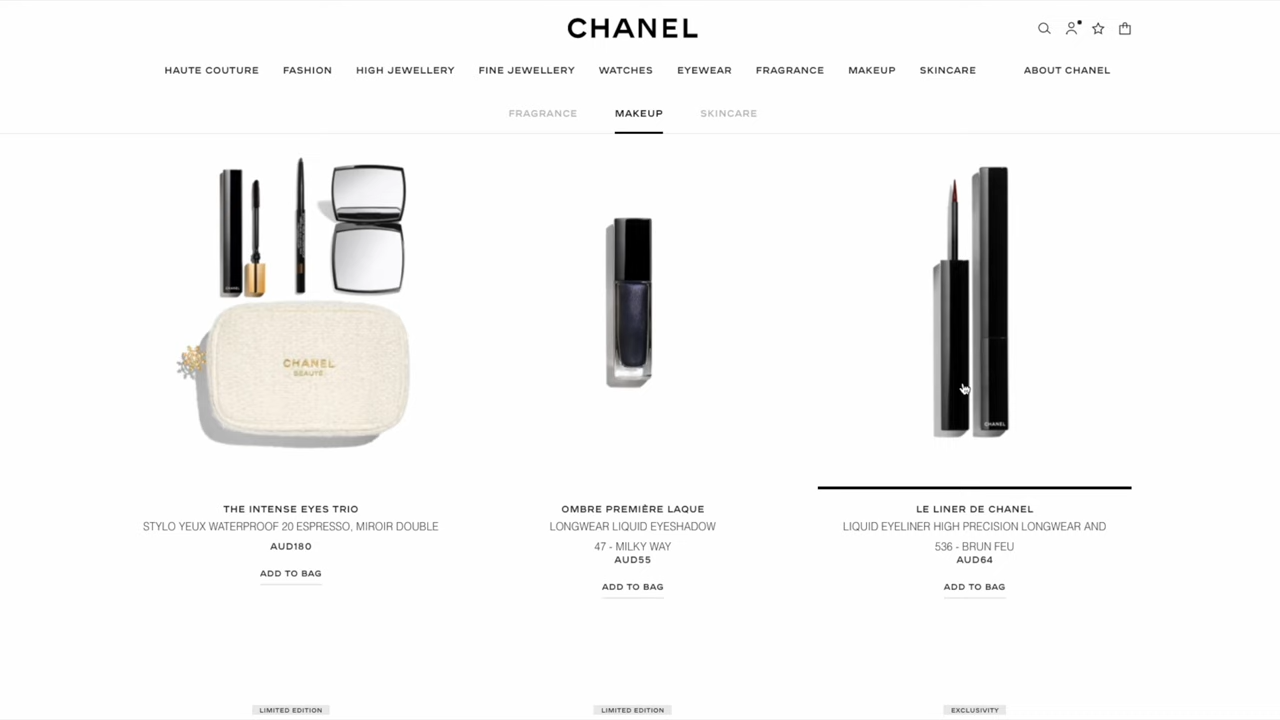 CHANEL
HAUTE COUTURE FASHION HIGH JEWELLERY FINE JEWELLERY WATCHES EYEWEAR FRAGRANCE MAKEUP SKINCARE ABOUT CHANEL
FRAGRANCE MAKEUP SKINCARE
CHANEL
BEAUTÉ
CHANEL
THE INTENSE EYES TRIO
STYLO YEUX WATERPROOF 20 ESPRESSO, MIROIR DOUBLE
AUD180
ADD TO BAG
OMBRE PREMIÈRE LAQUE
LONGWEAR LIQUID EYESHADOW
47 - MILKY WAY
AUD55
ADD TO BAG
LE LINER DE CHANEL
LIQUID EYELINER HIGH PRECISION LONGWEAR AND
536 - BRUN FEU
AUD64
ADD TO BAG
LIMITED EDITION
LIMITED EDITION
EXCLUSIVITY